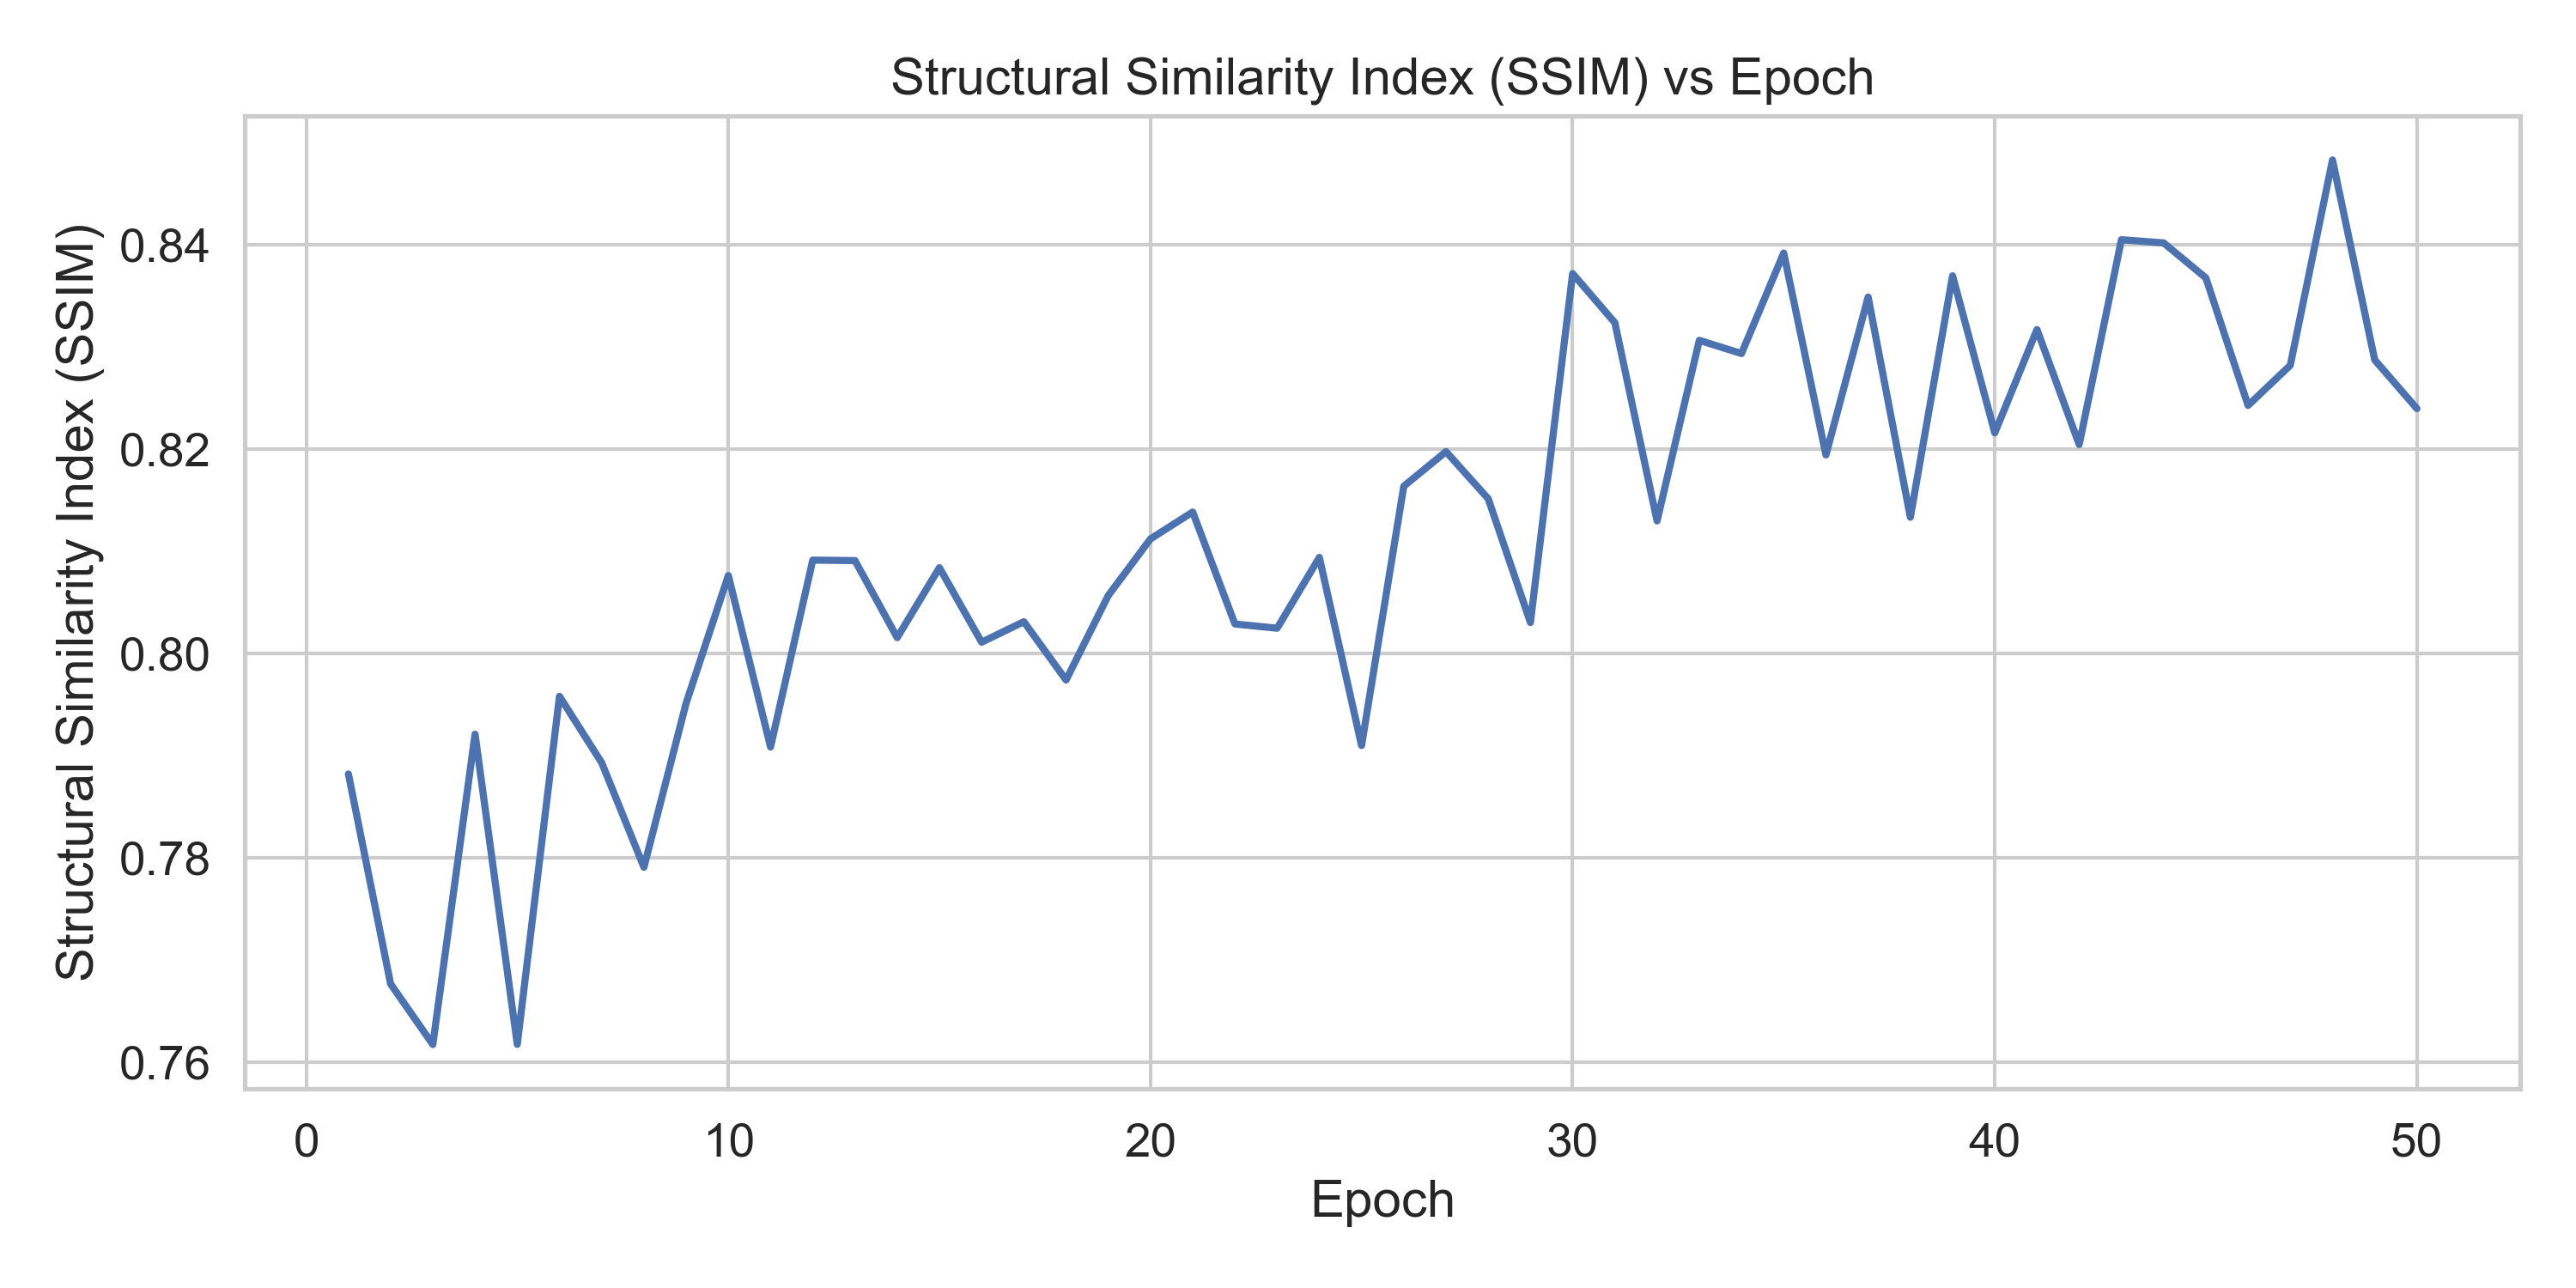 Structural Similarity Index (SSIM) vs Epoch
Structural Similarity Index (SSIM)
0.84
0.82
0.80
0.78
0.76
0 10 20 30 40 50
Epoch